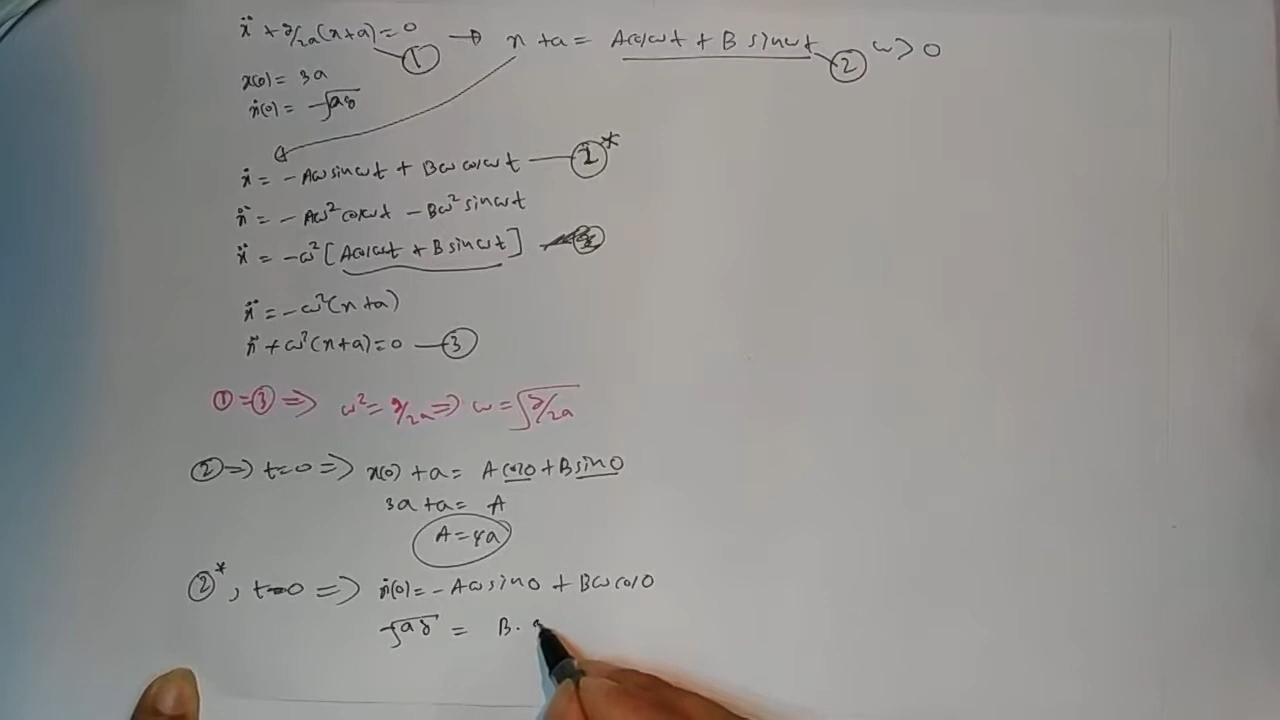 ẍ + g/2a (x+a) = 0 — ① → x + a = A cos ωt + B sin ωt — ② ω > 0
x(0) = 3a
ẋ(0) = √ag
ẋ = -Aω sin ωt + Bω cos ωt — ②*
ẍ = -Aω² cos ωt - Bω² sin ωt
ẍ = -ω² [A cos ωt + B sin ωt]
ẍ = -ω² (x+a)
ẍ + ω² (x+a) = 0 — ③
① = ③ ⇒ ω² = g/2a ⇒ ω = √g/2a
② ⇒ t=0 ⇒ x(0) + a = A cos 0 + B sin 0
3a + a = A
A = 4a
②*, t=0 ⇒ ẋ(0) = -Aω sin 0 + Bω cos 0
√ag = B.